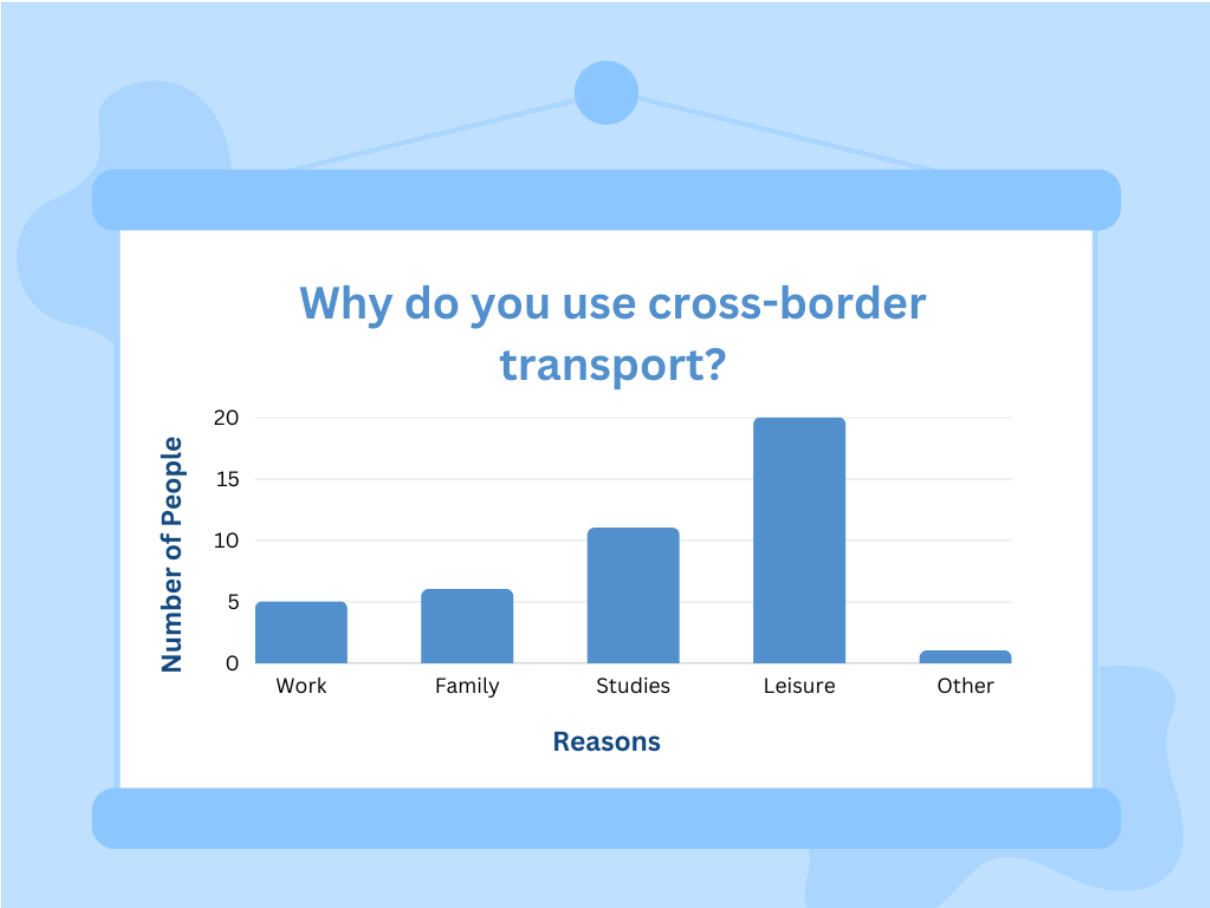 Why do you use cross-border
transport?
Number of People
20
15
10
5
0
Work Family Studies Leisure Other
Reasons